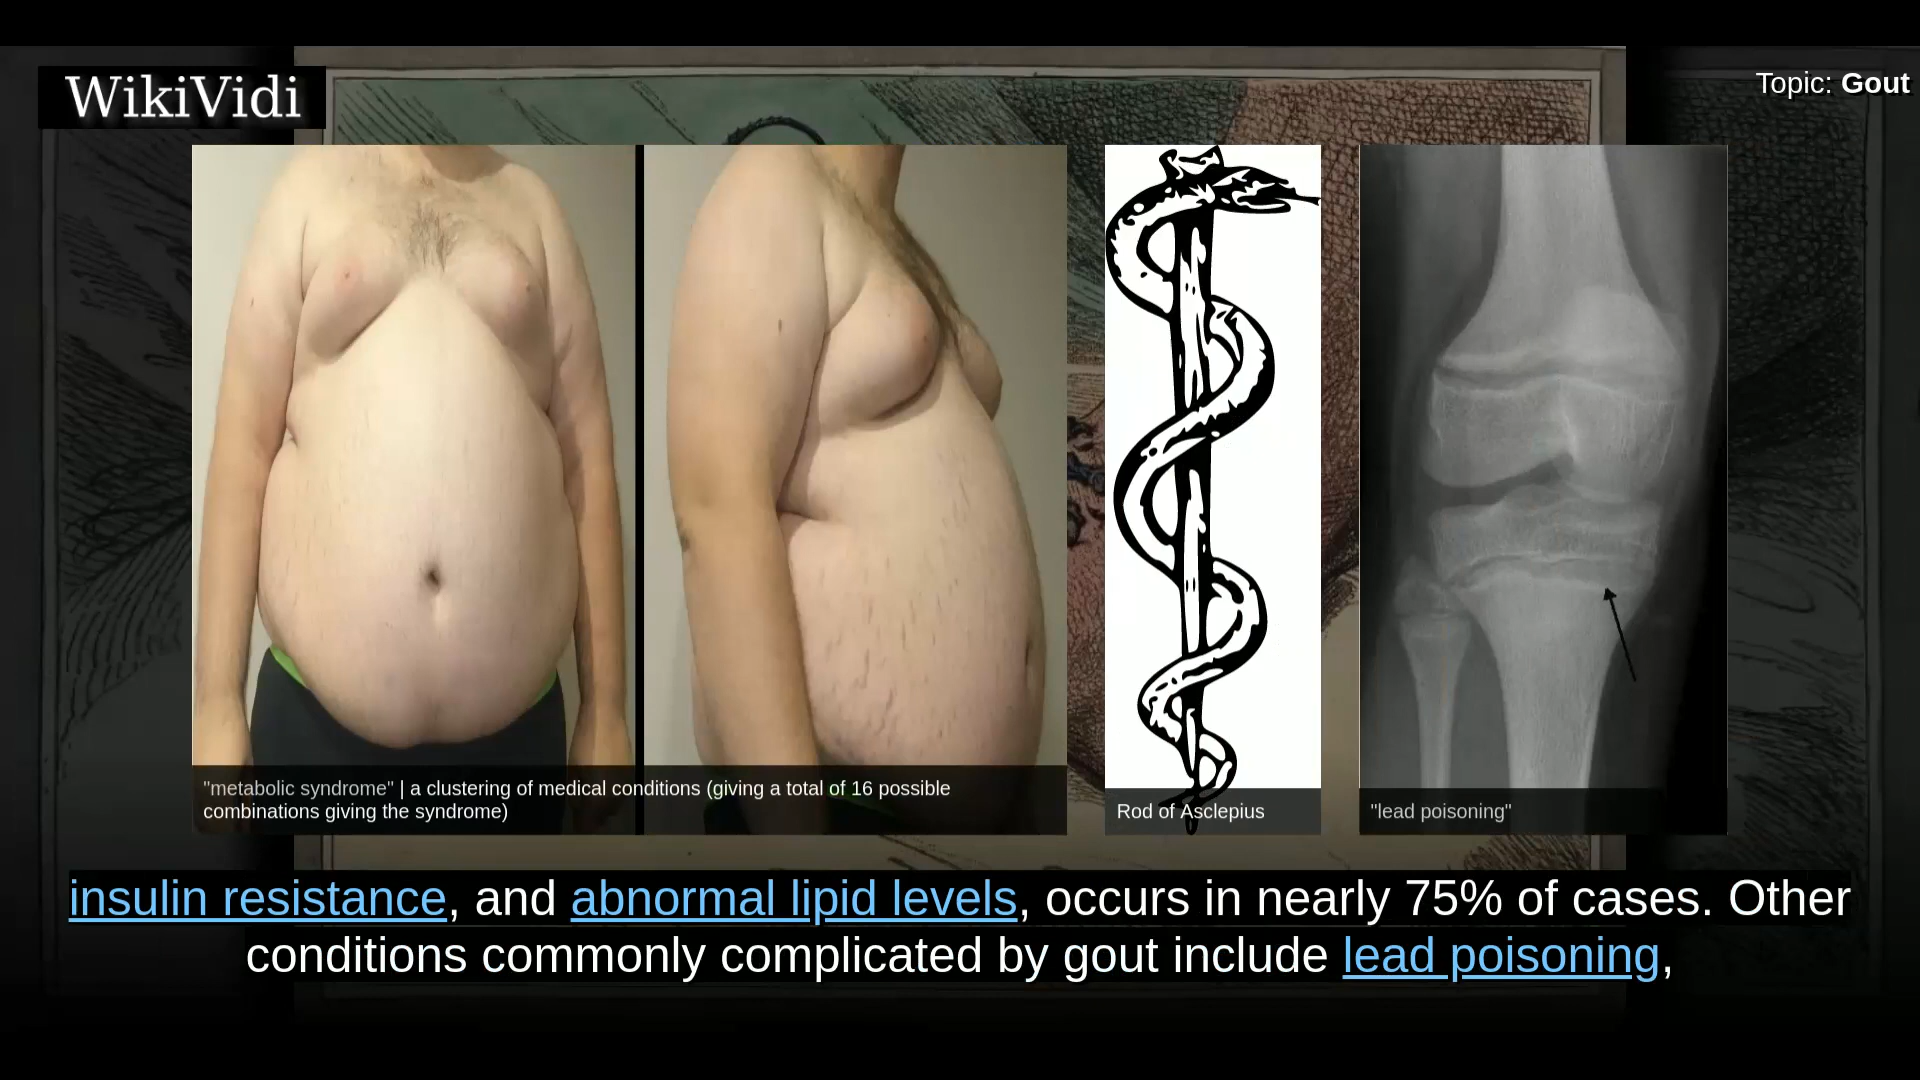 WikiVidi
Topic: Gout
"metabolic syndrome" | a clustering of medical conditions (giving a total of 16 possible
combinations giving the syndrome)
Rod of Asclepius
"lead poisoning"
insulin resistance, and abnormal lipid levels, occurs in nearly 75% of cases. Other
conditions commonly complicated by gout include lead poisoning,